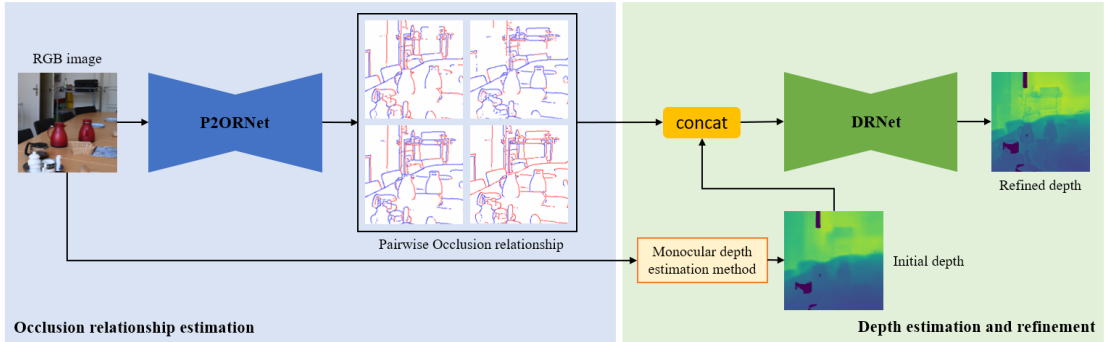 RGB image
P2ORNet
Pairwise Occlusion relationship
concat
DRNet
Refined depth
Monocular depth
estimation method
Initial depth
Occlusion relationship estimation
Depth estimation and refinement